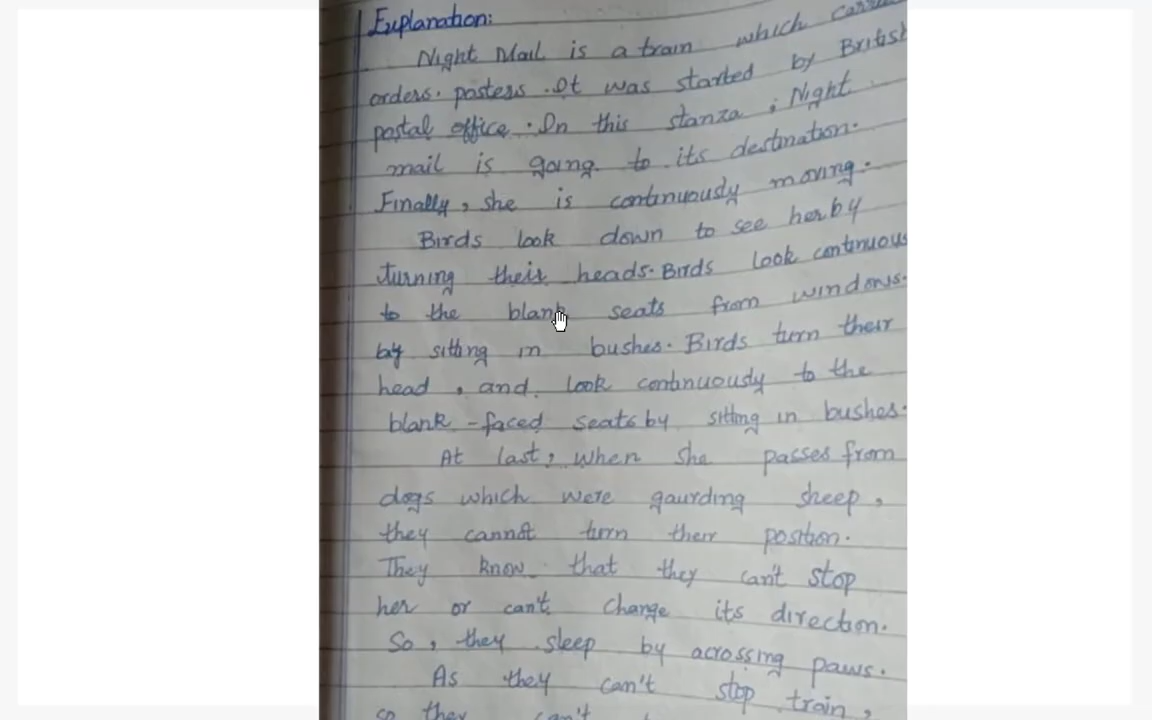 Explanation:
Night Mail is a train which
orders. posters. It was started by British
postal office. In this stanza, Night
mail is going to its destination.
Finally, she is continuously moving.
Birds look down to see her by
turning their heads. Birds look continuous
to the blank seats from windows.
by sitting in bushes. Birds turn their
head, and look continuously to the
blank-faced seats by sitting in bushes.
At last, when she passes from
dogs which were gaurding sheep,
they cannot turn their position.
They know that they can't stop
her or can't change its direction.
So, they sleep by acrossing paws.
As they can't stop train,
so they can't